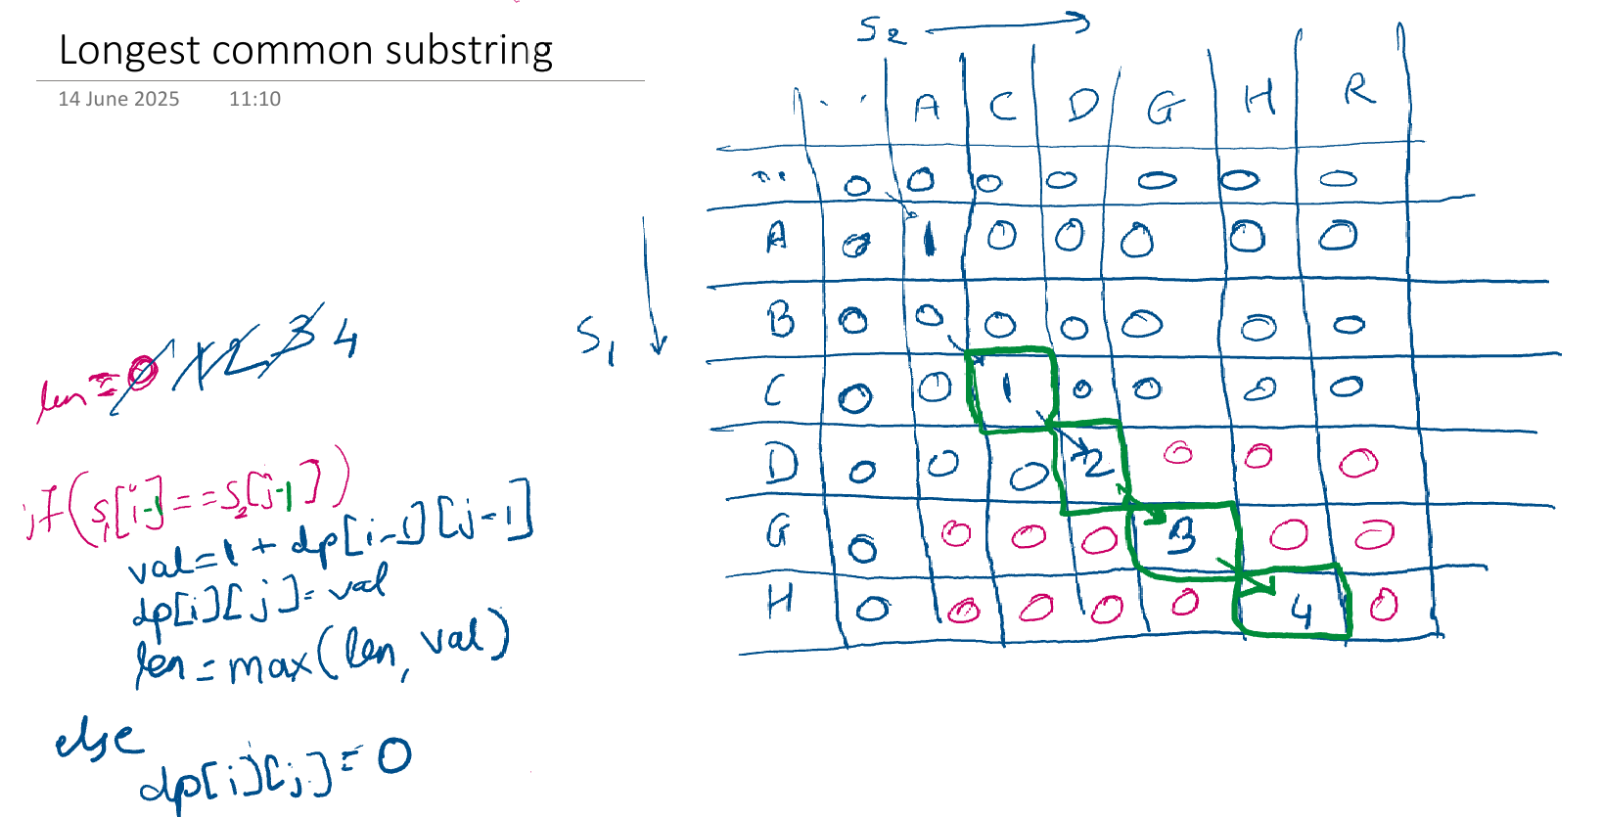 Longest common substring
14 June 2025 11:10
S2
" A C D G H R
" 0 0 0 0 0 0 0
A 0 1 0 0 0 0 0
B 0 0 0 0 0 0 0
C 0 0 1 0 0 0 0
D 0 0 0 2 0 0 0
G 0 0 0 0 3 0 0
H 0 0 0 0 0 4 0
S1
len = 0 1 2 3 4
if(s1[i-1] == s2[j-1])
val = 1 + dp[i-1][j-1]
dp[i][j] = val
len = max(len, val)
else
dp[i][j] = 0